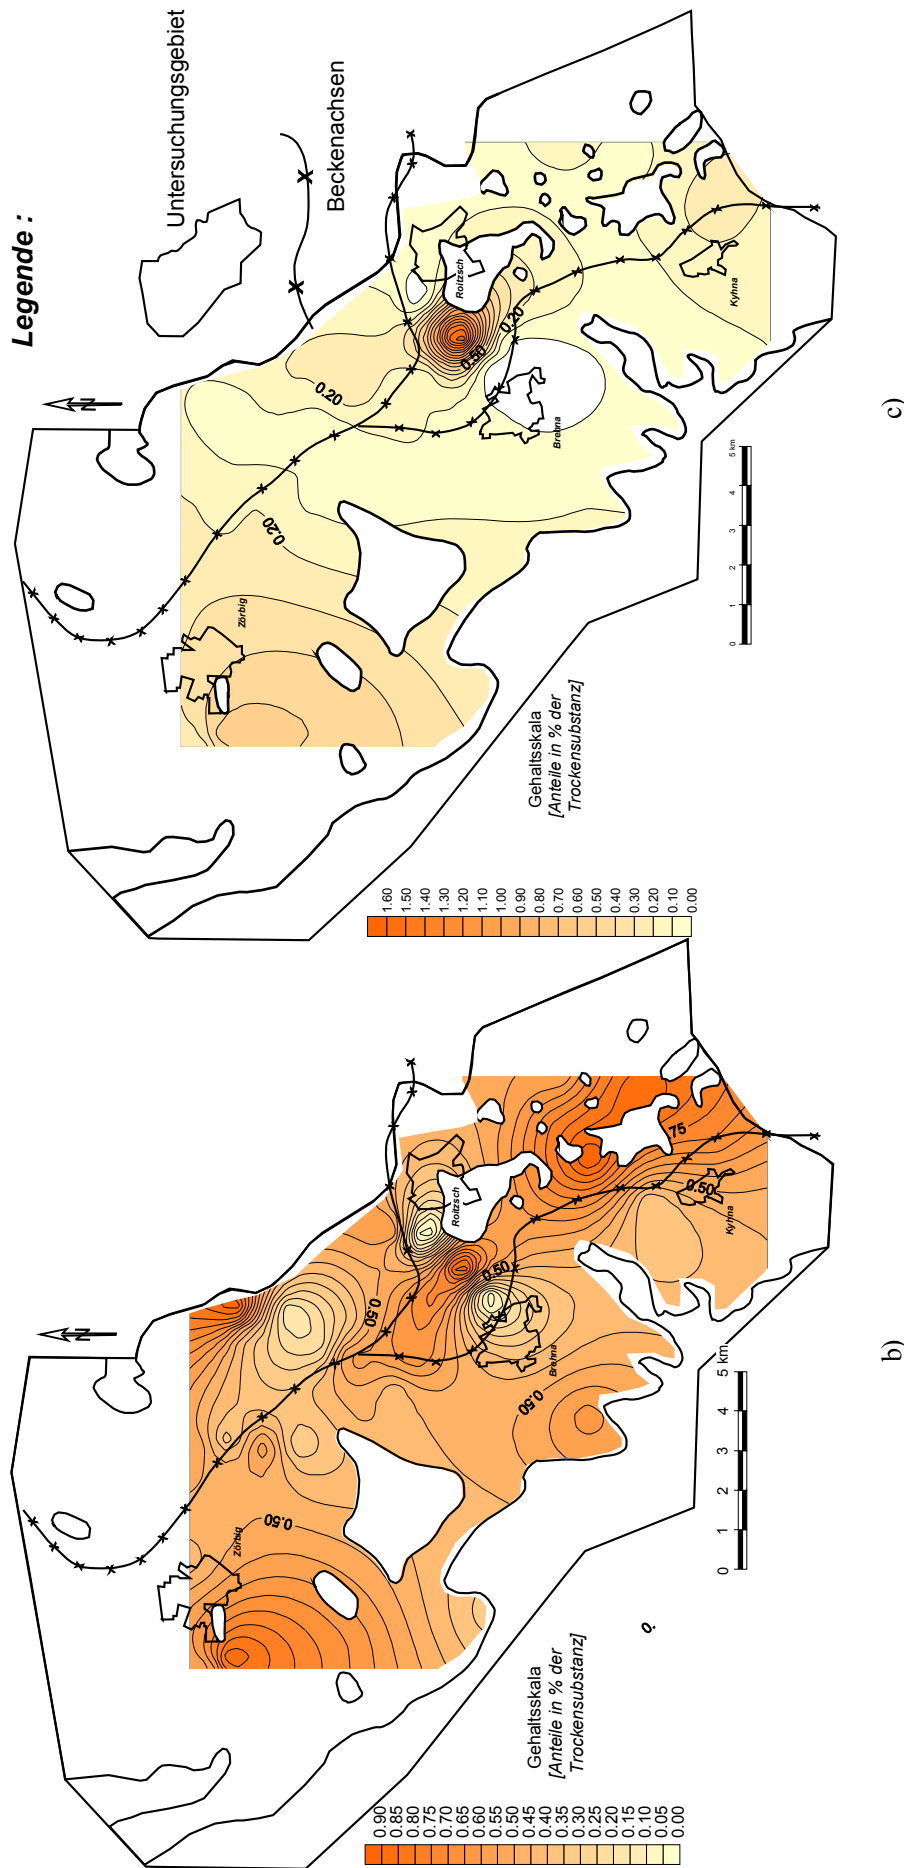 Legende :
Untersuchungsgebiet
Beckenachsen
N
Zörbig
Roitzsch
Brehna
Kyhna
0.20
0.20
0.50
0.20
0
1
2
3
4
5 km
Gehaltsskala
[Anteile in % der
Trockensubstanz]
1.60
1.50
1.40
1.30
1.20
1.10
1.00
0.90
0.80
0.70
0.60
0.50
0.40
0.30
0.20
0.10
0.00
c)
N
Zörbig
Roitzsch
Brehna
Kyhna
0.50
0.50
0.50
0.50
0.50
.75
0.
0
1
2
3
4
5 km
Gehaltsskala
[Anteile in % der
Trockensubstanz]
0.90
0.85
0.80
0.75
0.70
0.65
0.60
0.55
0.50
0.45
0.40
0.35
0.30
0.25
0.20
0.15
0.10
0.05
0.00
b)